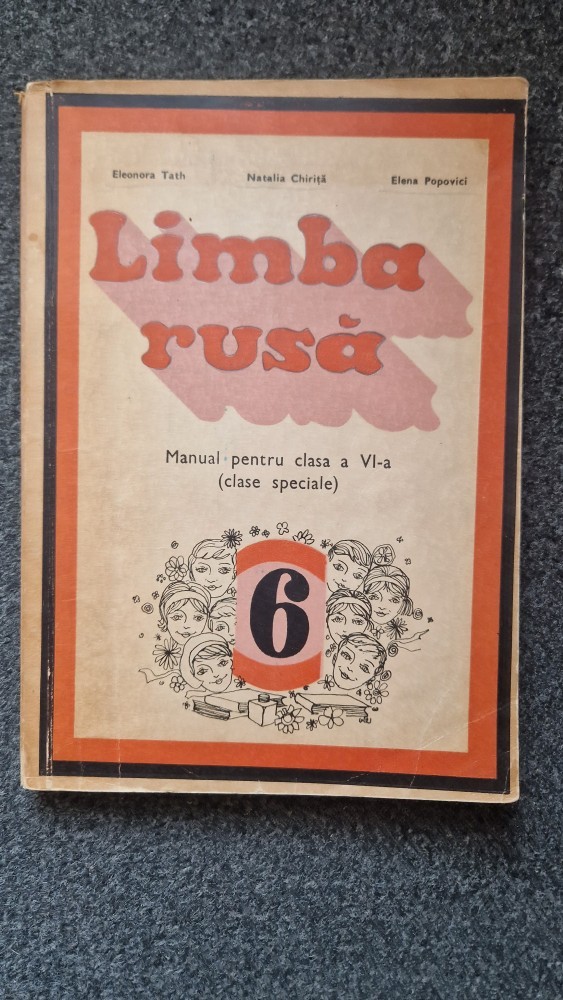 Eleonora Tath Natalia Chiriță Elena Popovici
Limba
rusă
Manual pentru clasa a VI-a
(clase speciale)
6